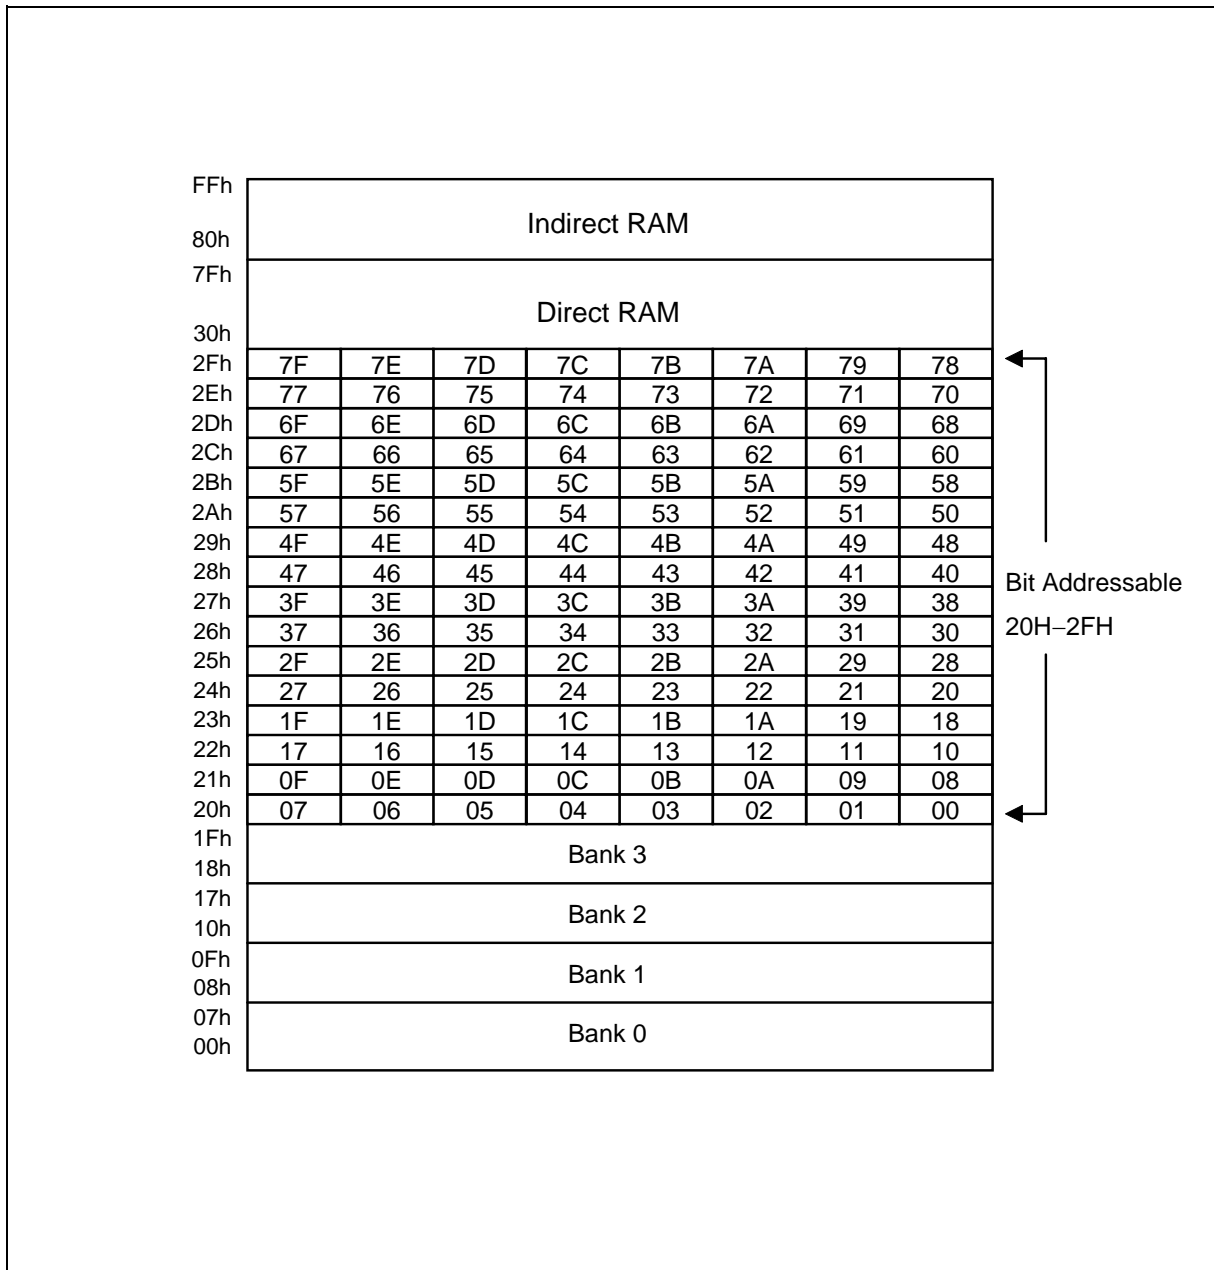 FFh
Indirect RAM
80h
7Fh
Direct RAM
30h
2Fh 7F 7E 7D 7C 7B 7A 79 78
2Eh 77 76 75 74 73 72 71 70
2Dh 6F 6E 6D 6C 6B 6A 69 68
2Ch 67 66 65 64 63 62 61 60
2Bh 5F 5E 5D 5C 5B 5A 59 58
2Ah 57 56 55 54 53 52 51 50
29h 4F 4E 4D 4C 4B 4A 49 48
28h 47 46 45 44 43 42 41 40
Bit Addressable
27h 3F 3E 3D 3C 3B 3A 39 38
20H–2FH
26h 37 36 35 34 33 32 31 30
25h 2F 2E 2D 2C 2B 2A 29 28
24h 27 26 25 24 23 22 21 20
23h 1F 1E 1D 1C 1B 1A 19 18
22h 17 16 15 14 13 12 11 10
21h 0F 0E 0D 0C 0B 0A 09 08
20h 07 06 05 04 03 02 01 00
1Fh
Bank 3
18h
17h
Bank 2
10h
0Fh
Bank 1
08h
07h
Bank 0
00h